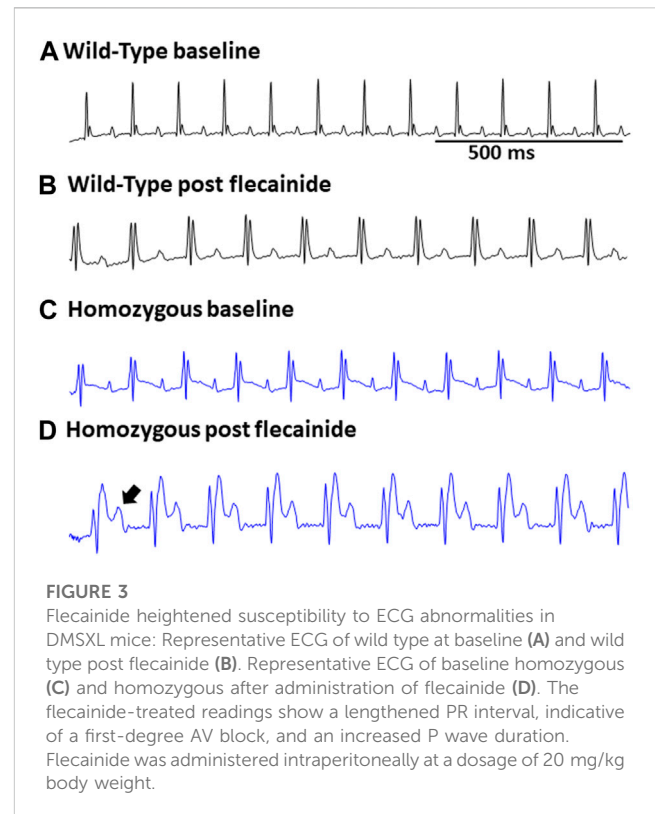 A Wild-Type baseline
500 ms
B Wild-Type post flecainide
C Homozygous baseline
D Homozygous post flecainide
FIGURE 3
Flecainide heightened susceptibility to ECG abnormalities in
DMSXL mice: Representative ECG of wild type at baseline (A) and wild
type post flecainide (B). Representative ECG of baseline homozygous
(C) and homozygous after administration of flecainide (D). The
flecainide-treated readings show a lengthened PR interval, indicative
of a first-degree AV block, and an increased P wave duration.
Flecainide was administered intraperitoneally at a dosage of 20 mg/kg
body weight.